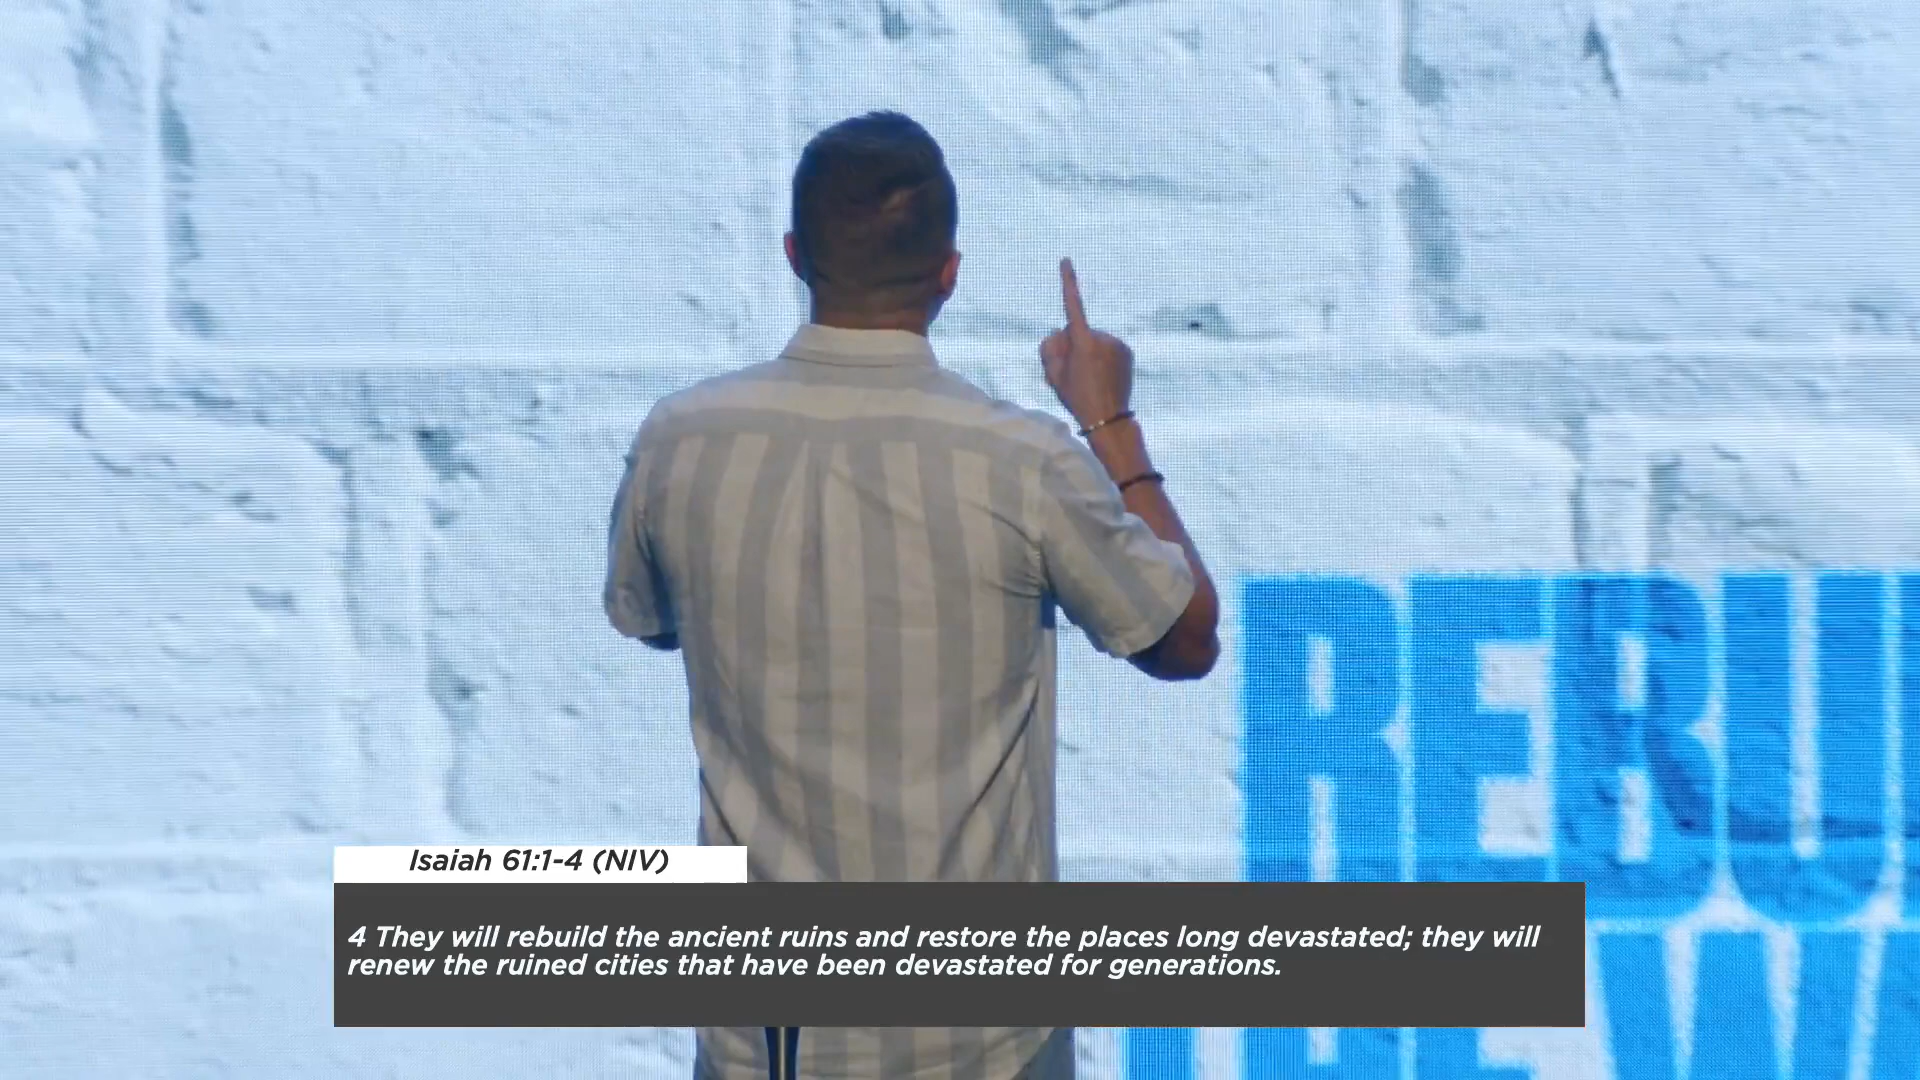 REBU
Isaiah 61:1-4 (NIV)
4 They will rebuild the ancient ruins and restore the places long devastated; they will
renew the ruined cities that have been devastated for generations.